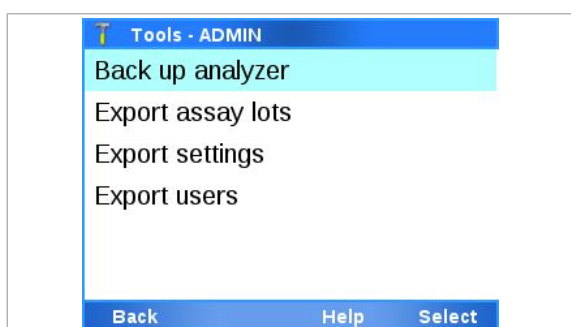 Tools - ADMIN
Back up analyzer
Export assay lots
Export settings
Export users
Back Help Select